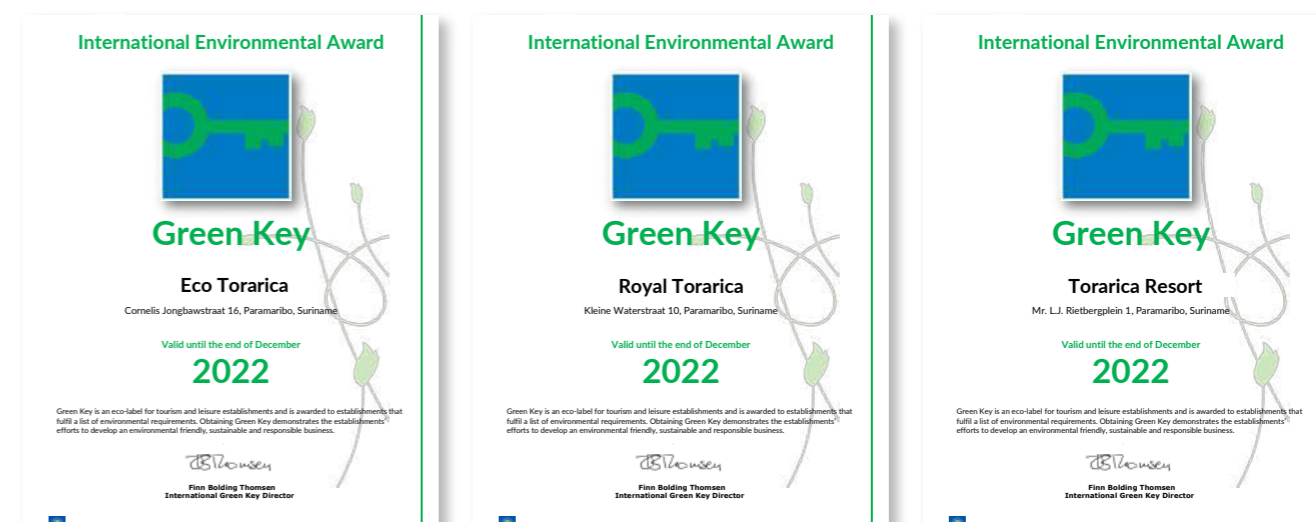 International Environmental Award
Green Key
Eco Torarica
Cornelis Jongbawstraat 16, Paramaribo, Suriname
Valid until the end of December
2022
Green Key is an eco-label for tourism and leisure establishments and is awarded to establishments that
fulfil a list of environmental requirements. Obtaining Green Key demonstrates the establishments'
efforts to develop an environmental friendly, sustainable and responsible business.
Finn Bolding Thomsen
International Green Key Director
International Environmental Award
Green Key
Royal Torarica
Kleine Waterstraat 10, Paramaribo, Suriname
Valid until the end of December
2022
Green Key is an eco-label for tourism and leisure establishments and is awarded to establishments that
fulfil a list of environmental requirements. Obtaining Green Key demonstrates the establishments'
efforts to develop an environmental friendly, sustainable and responsible business.
Finn Bolding Thomsen
International Green Key Director
International Environmental Award
Green Key
Torarica Resort
Mr. L.J. Rietbergplein 1, Paramaribo, Suriname
Valid until the end of December
2022
Green Key is an eco-label for tourism and leisure establishments and is awarded to establishments that
fulfil a list of environmental requirements. Obtaining Green Key demonstrates the establishments'
efforts to develop an environmental friendly, sustainable and responsible business.
Finn Bolding Thomsen
International Green Key Director